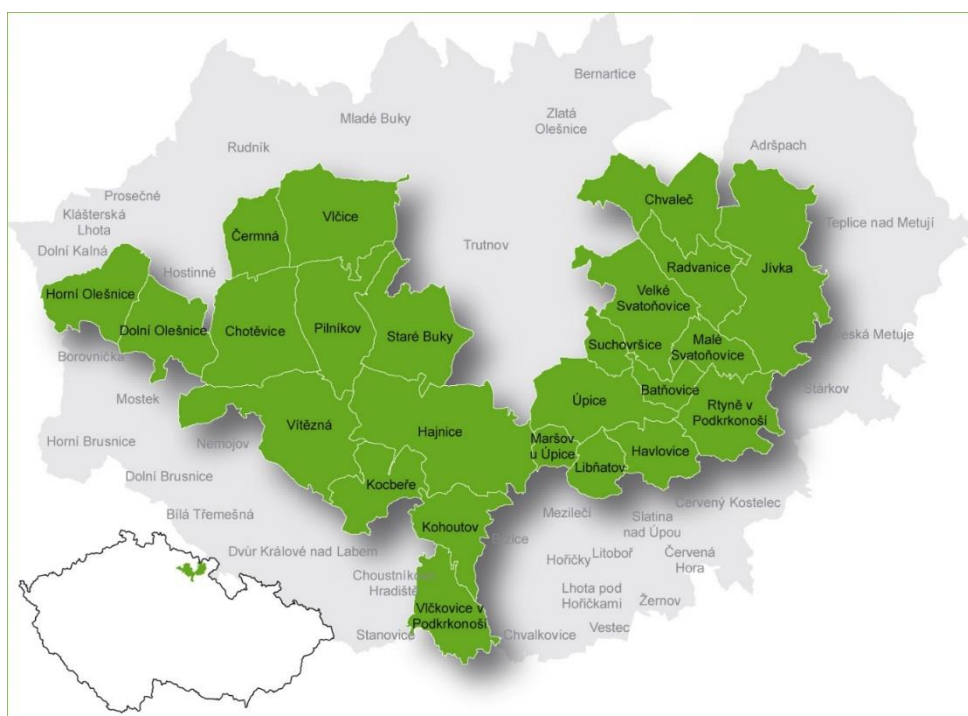 Bernartice
Zlatá
Olešnice
Mladé Buky
Adršpach
Rudník
Prosečné
Chvaleč
Klášterská
Lhota
Vlčice
Teplice nad Metují
Čermná
Trutnov
Dolní Kalná
Radvanice
Jívka
Hostinné
Horní Olešnice
Velké
Svatoňovice
Dolní Olešnice
Chotěvice
Pilníkov
Staré Buky
Suchovršice
Malé
Svatoňovice
eská Metuje
Borovnička
Batňovice
Stárkov
Mostek
Úpice
Rtyně v
Podkrkonoší
Vítězná
Hajnice
Horní Brusnice
Nemojov
Maršov
u Úpice
Havlovice
Libňatov
Dolní Brusnice
Kocbeře
Červený Kostelec
Bílá Třemešná
Mezilečí
Slatina
nad Úpou
Kohoutov
Dvůr Králové nad Labem
Hořičky
Litoboř
Červená
Hora
Choustníkovo
Hradiště
Lhota pod
Hořičkami
Žernov
Vlčkovice v
Podkrkonoší
Stanovice
Chvalkovice
Vestec